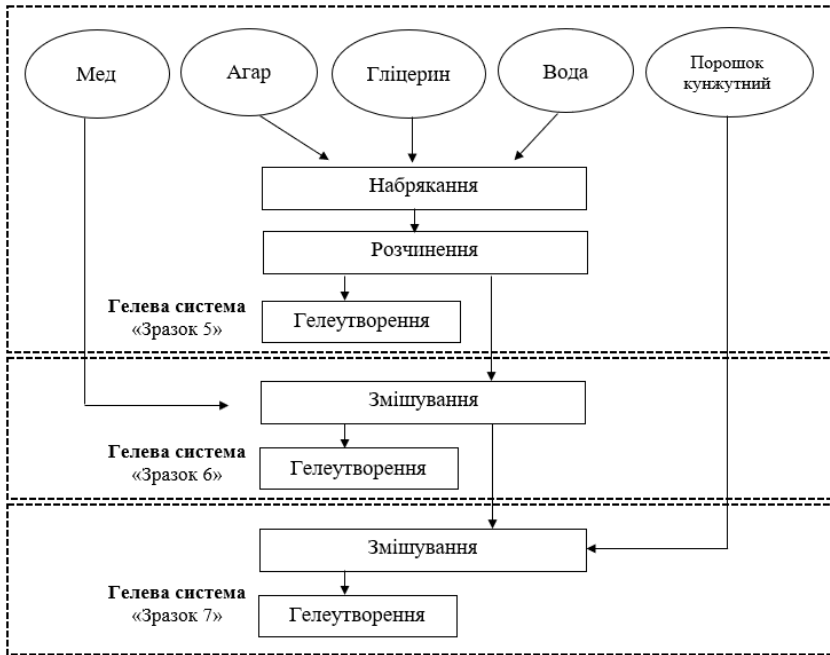 Мед
Агар
Гліцерин
Вода
Порошок
кунжутний
Набрякання
Розчинення
Гелева система
«Зразок 5»
Гелеутворення
Змішування
Гелева система
«Зразок 6»
Гелеутворення
Змішування
Гелева система
«Зразок 7»
Гелеутворення